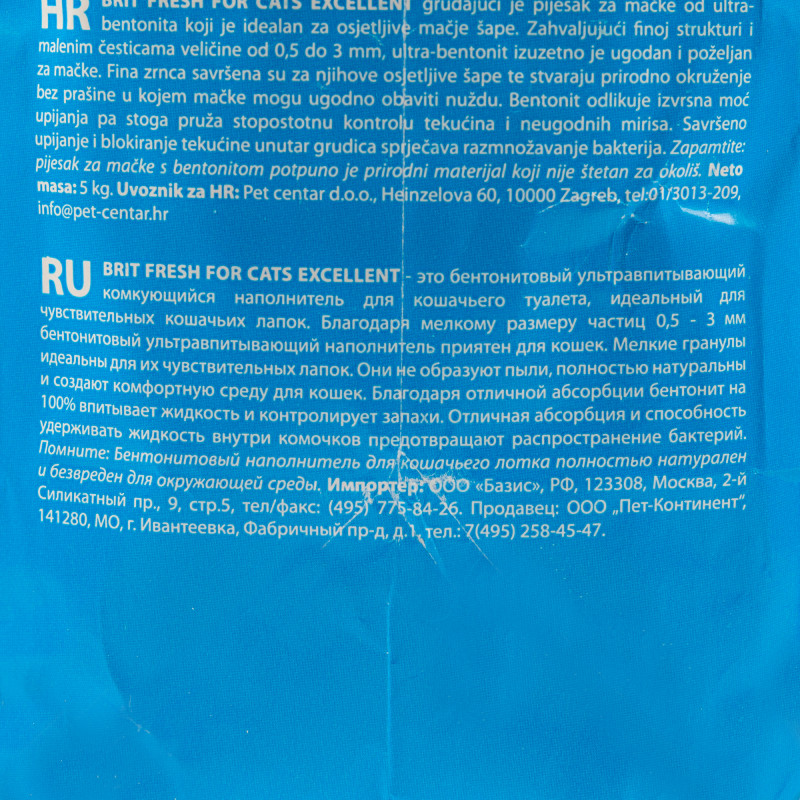 HR BRIT FRESH FOR CATS EXCELLENT grudajući je pijesak za mačke od ultra-
bentonita koji je idealan za osjetljive mačje šape. Zahvaljujući finoj strukturi i
malenim česticama veličine od 0,5 do 3 mm, ultra-bentonit izuzetno je ugodan i poželjan
za mačke. Fina zrnca savršena su za njihove osjetljive šape te stvaraju prirodno okruženje
bez prašine u kojem mačke mogu ugodno obaviti nuždu. Bentonit odlikuje izvrsna moć
upijanja pa stoga pruža stopostotnu kontrolu tekućina i neugodnih mirisa. Savršeno
upijanje i blokiranje tekućine unutar grudica sprječava razmnožavanje bakterija. Zapamtite:
pijesak za mačke s bentonitom potpuno je prirodni materijal koji nije štetan za okoliš. Neto
masa: 5 kg. Uvoznik za HR: Pet centar d.o.o., Heinzelova 60, 10000 Zagreb, tel:01/3013-209,
info@pet-centar.hr
RU BRIT FRESH FOR CATS EXCELLENT - это бентонитовый ультравпитывающий
комкующийся наполнитель для кошачьего туалета, идеальный для
чувствительных кошачьих лапок. Благодаря мелкому размеру частиц 0,5 - 3 мм
бентонитовый ультравпитывающий наполнитель приятен для кошек. Мелкие гранулы
идеальны для их чувствительных лапок. Они не образуют пыли, полностью натуральны
и создают комфортную среду для кошек. Благодаря отличной абсорбции бентонит на
100% впитывает жидкость и контролирует запахи. Отличная абсорбция и способность
удерживать жидкость внутри комочков предотвращают распространение бактерий.
Помните: Бентонитовый наполнитель для кошачьего лотка полностью натурален
и безвреден для окружающей среды. Импортер: ООО «Базис», РФ, 123308, Москва, 2-й
Силикатный пр., 9, стр.5, тел/факс: (495) 775-84-26. Продавец: ООО „Пет-Континент",
141280, МО, г. Ивантеевка, Фабричный пр-д, д.1, тел.: 7(495) 258-45-47.